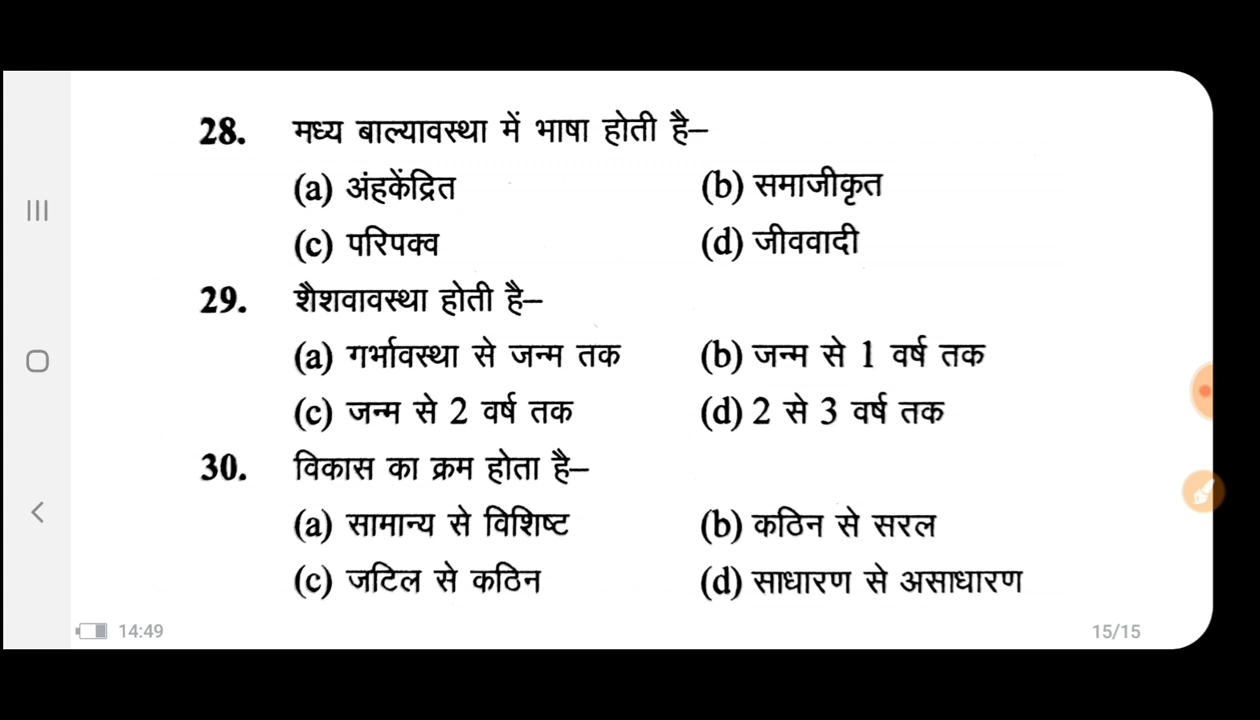 28. मध्य बाल्यावस्था में भाषा होती है–
(a) अंहकेंद्रित (b) समाजीकृत
(c) परिपक्व (d) जीववादी
29. शैशवावस्था होती है–
(a) गर्भावस्था से जन्म तक (b) जन्म से 1 वर्ष तक
(c) जन्म से 2 वर्ष तक (d) 2 से 3 वर्ष तक
30. विकास का क्रम होता है–
(a) सामान्य से विशिष्ट (b) कठिन से सरल
(c) जटिल से कठिन (d) साधारण से असाधारण
14:49 15/15